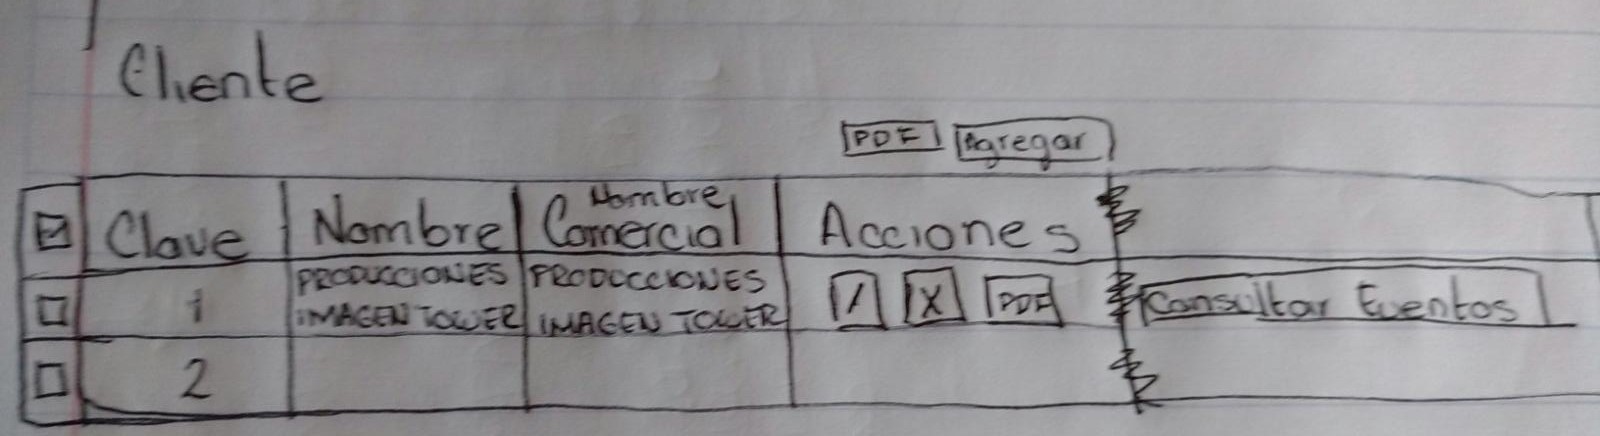 Cliente
PDF Agregar
Clave Nombre Nombre Comercial Acciones
1 PRODUCCIONES IMAGEN TOWER PRODUCCIONES IMAGEN TOWER / X PDF Consultar Eventos
2